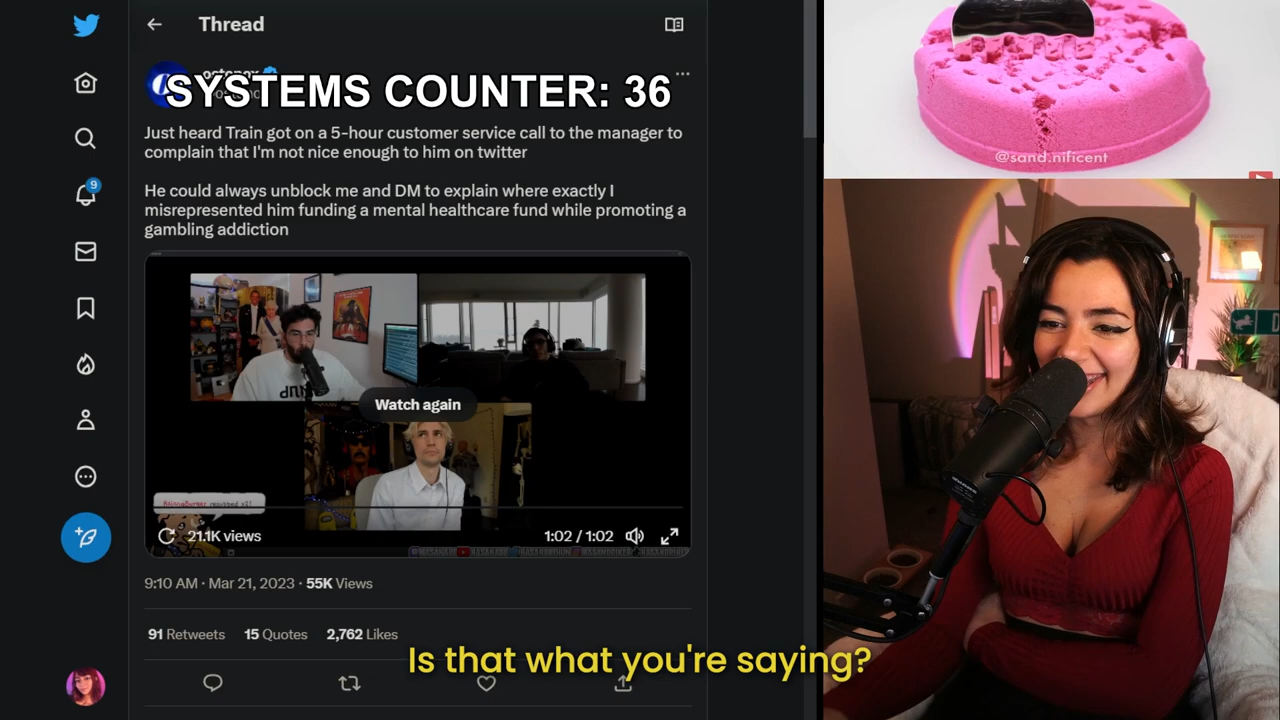 Thread
SYSTEMS COUNTER: 36
Just heard Train got on a 5-hour customer service call to the manager to
complain that I'm not nice enough to him on twitter
He could always unblock me and DM to explain where exactly I
misrepresented him funding a mental healthcare fund while promoting a
gambling addiction
Watch again
21.1K views
1:02 / 1:02
9:10 AM · Mar 21, 2023 · 55K Views
91 Retweets 15 Quotes 2,762 Likes
9
@sand.nificent
Is that what you're saying?